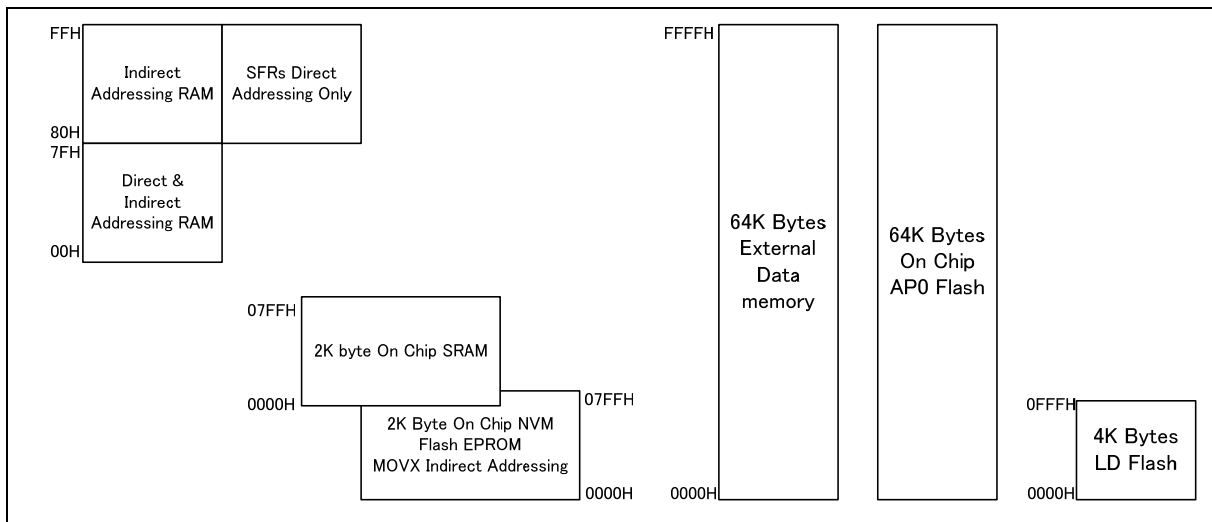 FFH
Indirect
Addressing RAM
SFRs Direct
Addressing Only
80H
7FH
Direct &
Indirect
Addressing RAM
00H
07FFH
2K byte On Chip SRAM
0000H
2K Byte On Chip NVM
Flash EPROM
MOVX Indirect Addressing
07FFH
0000H
FFFFH
64K Bytes
External
Data
memory
0000H
64K Bytes
On Chip
AP0 Flash
0FFFH
4K Bytes
LD Flash
0000H